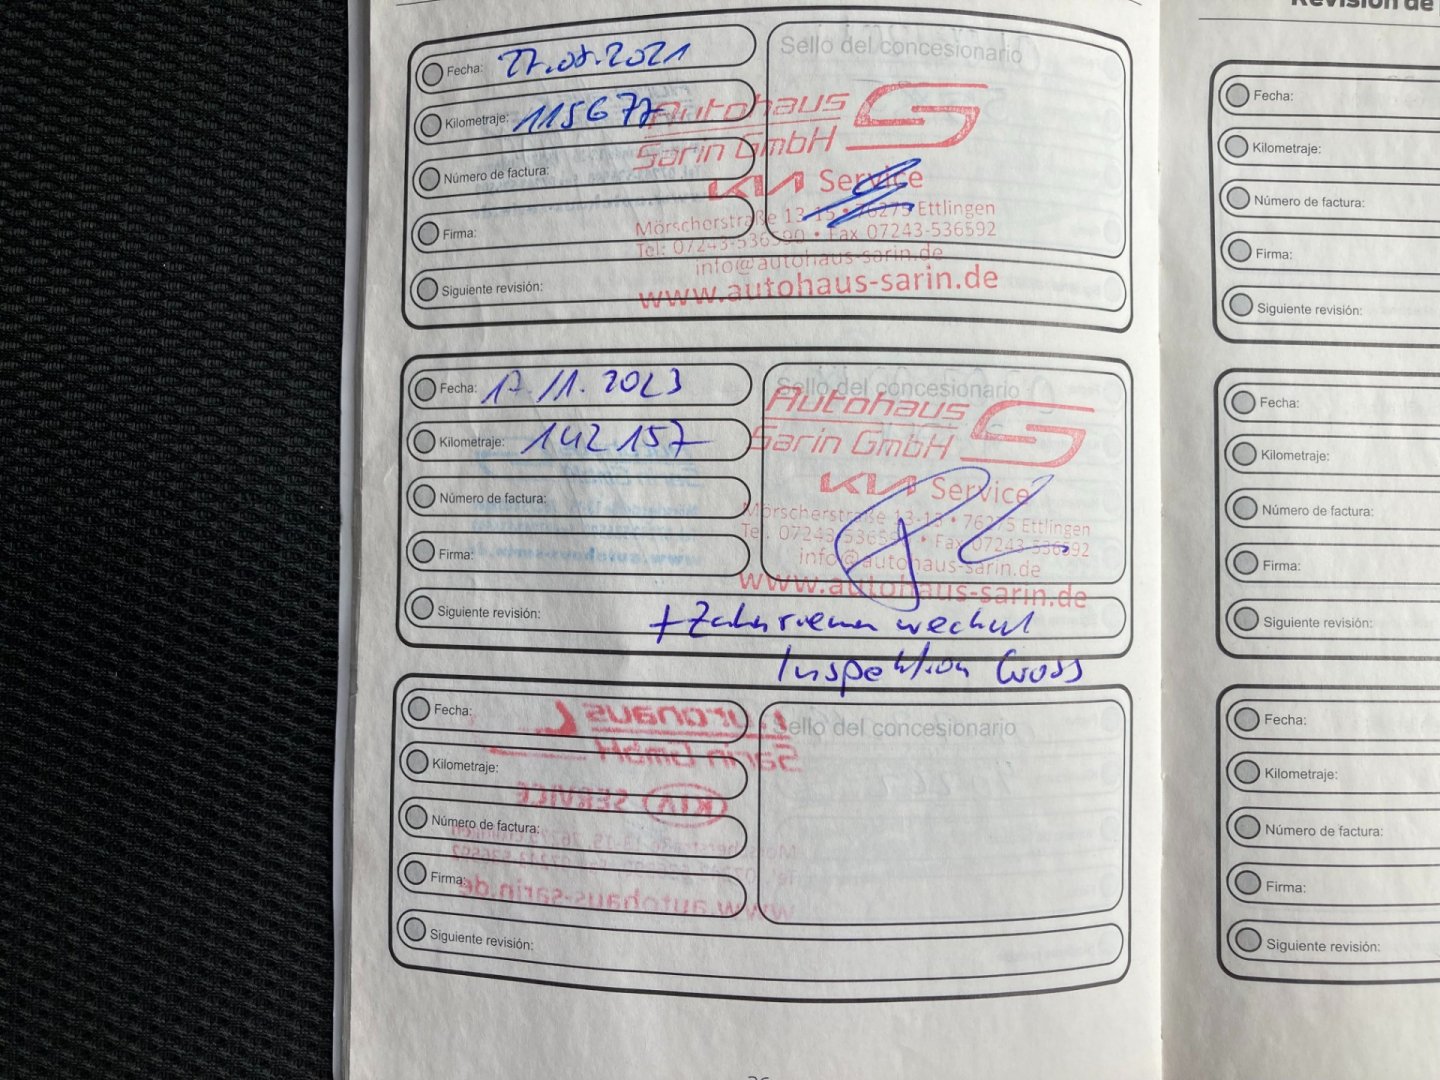 Revisión de
Fecha: 27.07.2021
Kilometraje: 115677
Número de factura:
Firma:
Siguiente revisión:
Sello del concesionario
Autohaus
Sarin GmbH
KIA Service
Mörscherstraße 13-15 • 76275 Ettlingen
Tel: 07243-536590 • Fax 07243-536592
info@autohaus-sarin.de
www.autohaus-sarin.de
Fecha: 17.11.2023
Kilometraje: 142157
Número de factura:
Firma:
Siguiente revisión:
Sello del concesionario
Autohaus
Sarin GmbH
KIA Service
Mörscherstraße 13-15 • 76275 Ettlingen
Tel. 07243-536590 • Fax 07243-536592
info@autohaus-sarin.de
www.autohaus-sarin.de
+ Zahnriemen wechsel
Inspektion Gross
Fecha:
Kilometraje:
Número de factura:
Firma:
Siguiente revisión:
Sello del concesionario
Fecha:
Kilometraje:
Número de factura:
Firma:
Siguiente revisión:
Fecha:
Kilometraje:
Número de factura:
Firma:
Siguiente revisión:
Fecha:
Kilometraje:
Número de factura:
Firma:
Siguiente revisión: